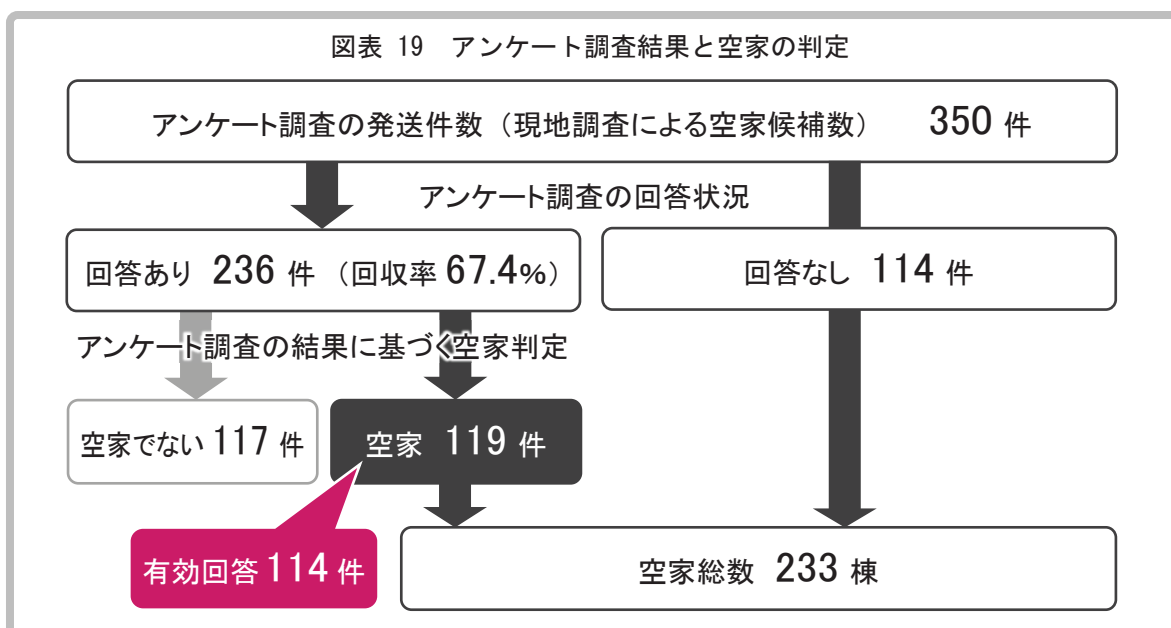 図表 19 アンケート調査結果と空家の判定
アンケート調査の発送件数（現地調査による空家候補数） 350 件
アンケート調査の回答状況
回答あり 236 件 （回収率 67.4%）
回答なし 114 件
アンケート調査の結果に基づく空家判定
空家でない 117 件
空家 119 件
有効回答 114 件
空家総数 233 棟